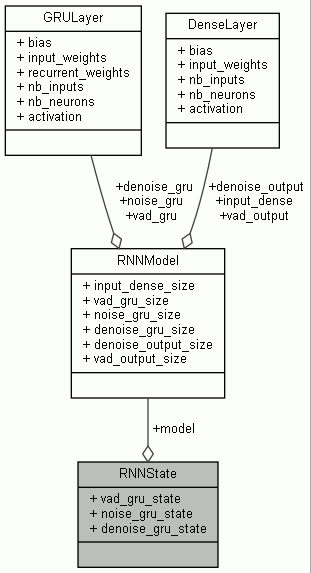 GRULayer
+ bias
+ input_weights
+ recurrent_weights
+ nb_inputs
+ nb_neurons
+ activation
DenseLayer
+ bias
+ input_weights
+ nb_inputs
+ nb_neurons
+ activation
+denoise_gru
+noise_gru
+vad_gru
+denoise_output
+input_dense
+vad_output
RNNModel
+ input_dense_size
+ vad_gru_size
+ noise_gru_size
+ denoise_gru_size
+ denoise_output_size
+ vad_output_size
+model
RNNState
+ vad_gru_state
+ noise_gru_state
+ denoise_gru_state